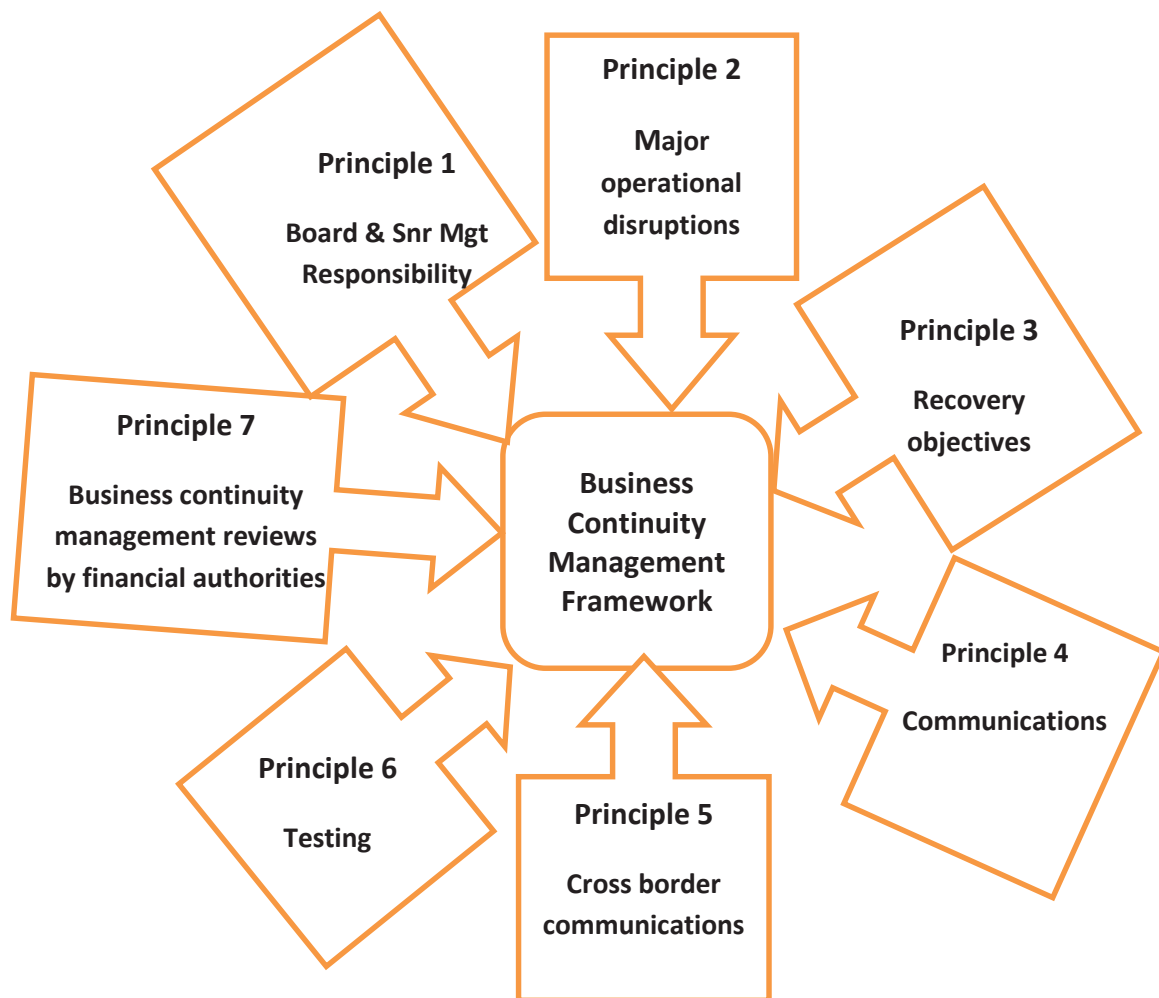 Principle 1
Board & Snr Mgt
Responsibility
Principle 2
Major
operational
disruptions
Principle 3
Recovery
objectives
Principle 4
Communications
Principle 5
Cross border
communications
Principle 6
Testing
Principle 7
Business continuity
management reviews
by financial authorities
Business
Continuity
Management
Framework